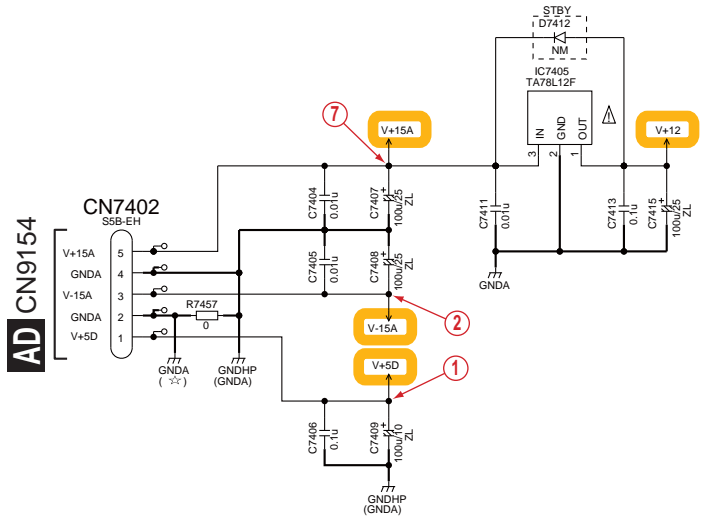 STBY
D7412
NM
IC7405
TA78L12F
IN
GND
OUT
3
2
1
V+15A
V+12
7
C7404
0.01u
C7407
100u/25
ZL
C7411
0.01u
C7413
0.1u
C7415
100u/25
ZL
GNDA
AD CN9154
CN7402
S5B-EH
V+15A 5
GNDA 4
V-15A 3
GNDA 2
V+5D 1
C7405
0.01u
C7408
100u/25
ZL
R7457
0
2
V-15A
V+5D
1
GNDA
( ☆ )
GNDHP
(GNDA)
C7406
0.1u
C7409
100u/10
ZL
GNDHP
(GNDA)